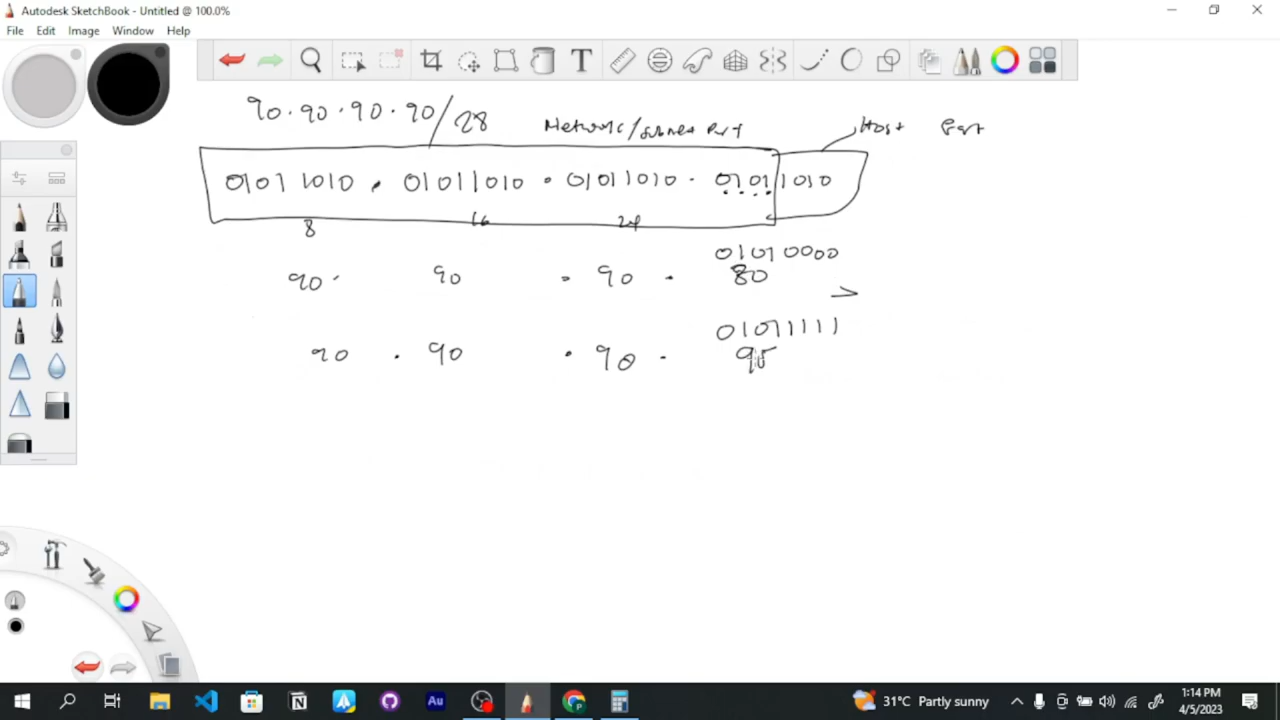 Autodesk SketchBook - Untitled @ 100.0%
File Edit Image Window Help
T
90.90.90.90/28 Network/subnet Part Host Part
01011010 . 01011010 . 01011010 . 01011010
8 16 24
01010000
90 . 90 . 90 . 80
>
01011111
90 . 90 . 90 . 95
31°C Partly sunny
1:14 PM
4/5/2023
Au
N